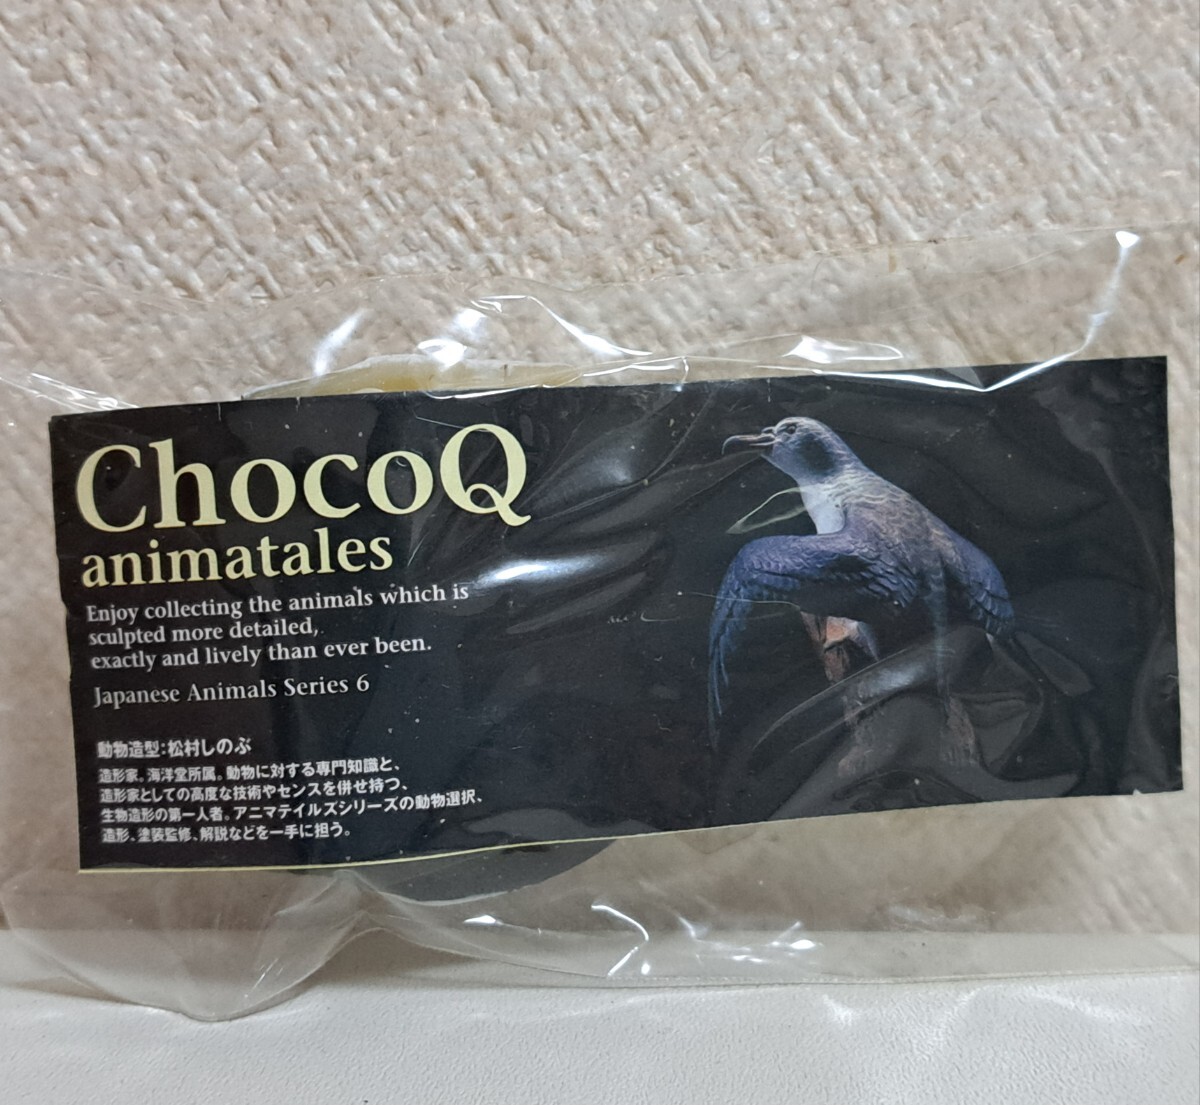 ChocoQ
animatales
Enjoy collecting the animals which is
sculpted more detailed,
exactly and lively than ever been.
Japanese Animals Series 6
動物造型:松村しのぶ
造形家。海洋堂所属。動物に対する専門知識と、
造形家としての高度な技術やセンスを併せ持つ、
生物造形の第一人者。アニマテイルズシリーズの動物選択、
造形、塗装監修、解説などを一手に担う。